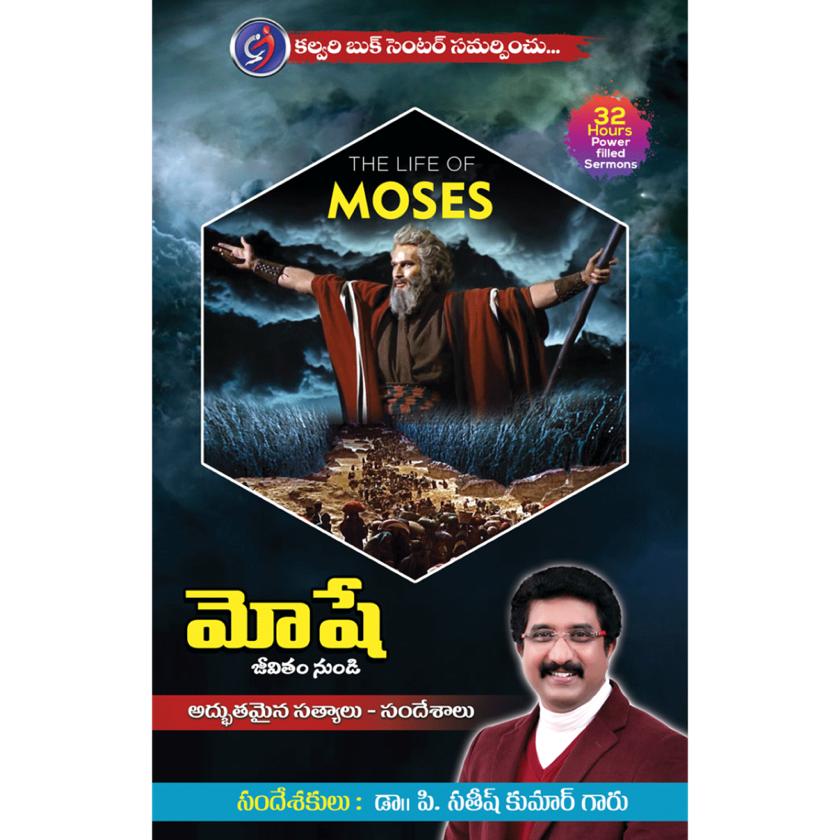 కల్వరి బుక్ సెంటర్ సమర్పించు...
32
Hours
Power
filled
Sermons
THE LIFE OF
MOSES
మోషే
జీవితం నుండి
అద్భుతమైన సత్యాలు - సందేశాలు
సందేశకులు : డా॥ పి. సతీష్ కుమార్ గారు